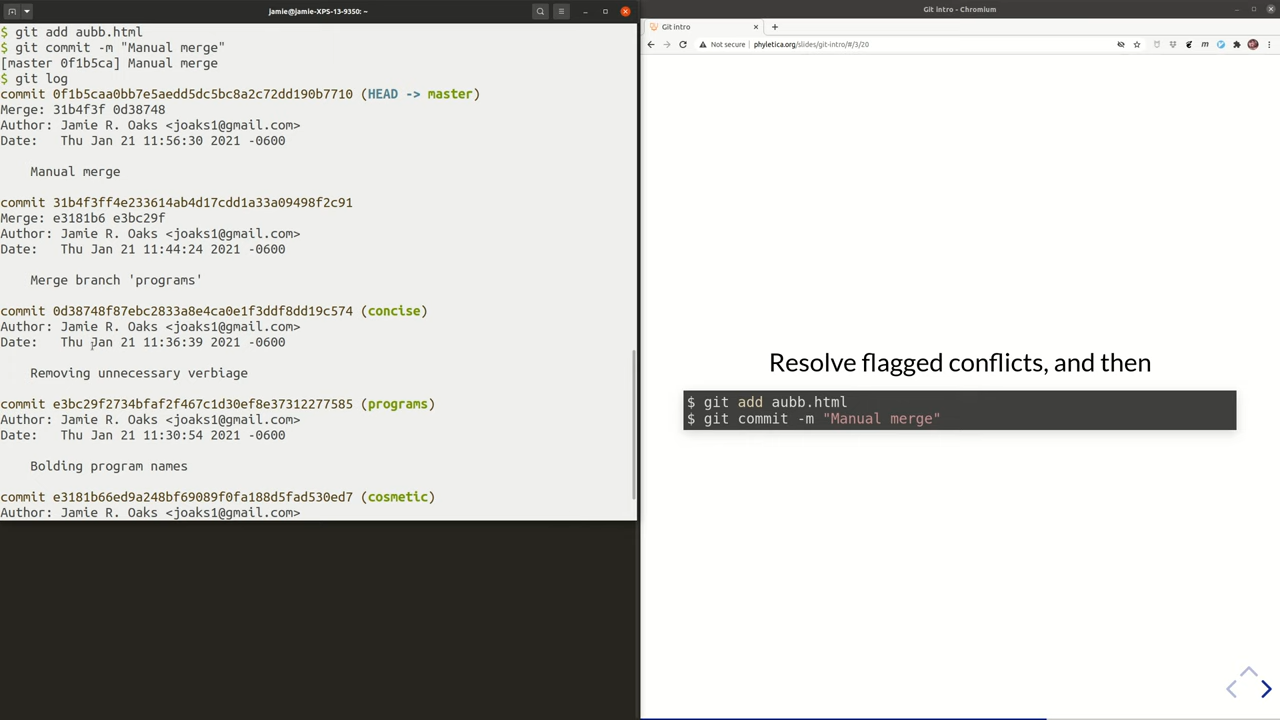 jamie@jamie-XPS-13-9350: ~
$ git add aubb.html
$ git commit -m "Manual merge"
[master 0f1b5ca] Manual merge
$ git log
commit 0f1b5caa0bb7e5aedd5dc5bc8a2c72dd190b7710 (HEAD -> master)
Merge: 31b4f3f 0d38748
Author: Jamie R. Oaks <joaks1@gmail.com>
Date:   Thu Jan 21 11:56:30 2021 -0600
Manual merge
commit 31b4f3ff4e233614ab4d17cdd1a33a09498f2c91
Merge: e3181b6 e3bc29f
Author: Jamie R. Oaks <joaks1@gmail.com>
Date:   Thu Jan 21 11:44:24 2021 -0600
Merge branch 'programs'
commit 0d38748f87ebc2833a8e4ca0e1f3ddf8dd19c574 (concise)
Author: Jamie R. Oaks <joaks1@gmail.com>
Date:   Thu Jan 21 11:36:39 2021 -0600
Removing unnecessary verbiage
commit e3bc29f2734bfaf2f467c1d30ef8e37312277585 (programs)
Author: Jamie R. Oaks <joaks1@gmail.com>
Date:   Thu Jan 21 11:30:54 2021 -0600
Bolding program names
commit e3181b66ed9a248bf69089f0fa188d5fad530ed7 (cosmetic)
Author: Jamie R. Oaks <joaks1@gmail.com>
Git intro - Chromium
Git intro
Not secure | phyletica.org/slides/git-intro/#/3/20
Resolve flagged conflicts, and then
$ git add aubb.html
$ git commit -m "Manual merge"